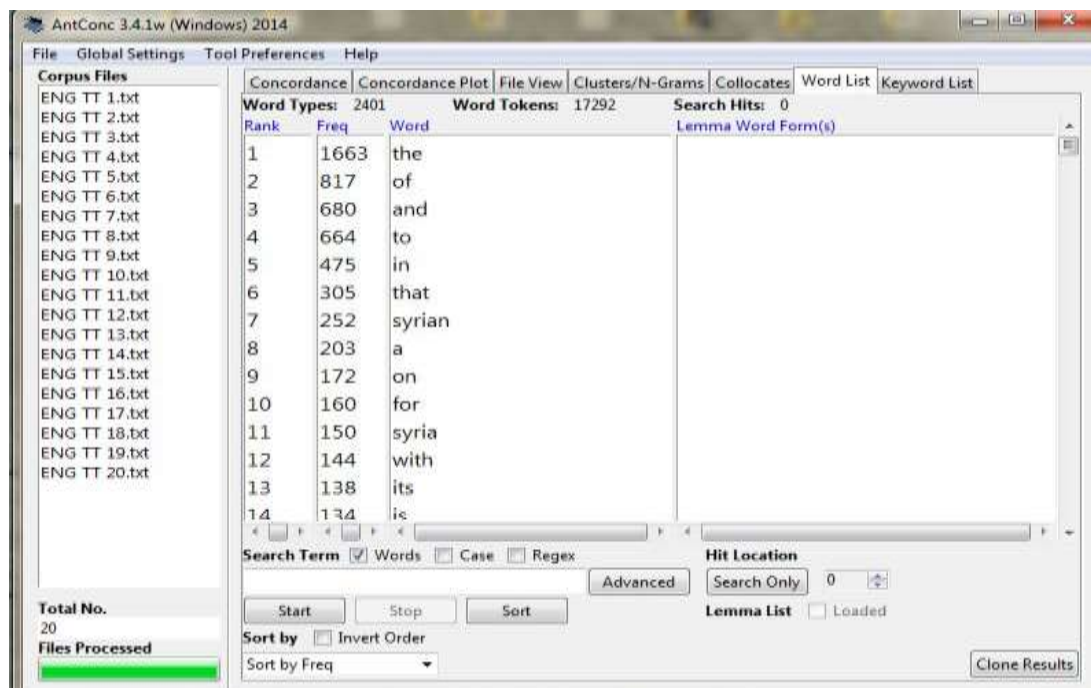 AntConc 3.4.1w (Windows) 2014
File Global Settings Tool Preferences Help
Corpus Files
ENG TT 1.txt
ENG TT 2.txt
ENG TT 3.txt
ENG TT 4.txt
ENG TT 5.txt
ENG TT 6.txt
ENG TT 7.txt
ENG TT 8.txt
ENG TT 9.txt
ENG TT 10.txt
ENG TT 11.txt
ENG TT 12.txt
ENG TT 13.txt
ENG TT 14.txt
ENG TT 15.txt
ENG TT 16.txt
ENG TT 17.txt
ENG TT 18.txt
ENG TT 19.txt
ENG TT 20.txt
Total No.
20
Files Processed
Concordance Concordance Plot File View Clusters/N-Grams Collocates Word List Keyword List
Word Types: 2401 Word Tokens: 17292 Search Hits: 0
Rank Freq Word Lemma Word Form(s)
1 1663 the
2 817 of
3 680 and
4 664 to
5 475 in
6 305 that
7 252 syrian
8 203 a
9 172 on
10 160 for
11 150 syria
12 144 with
13 138 its
14 134 is
Search Term Words Case Regex Hit Location
Advanced Search Only 0
Start Stop Sort Lemma List Loaded
Sort by Invert Order
Sort by Freq Clone Results